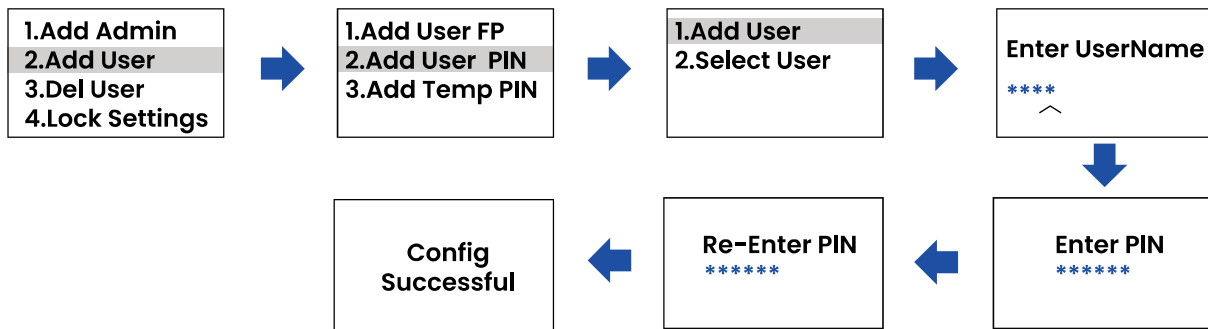 1.Add Admin
2.Add User
3.Del User
4.Lock Settings
1.Add User FP
2.Add User PIN
3.Add Temp PIN
1.Add User
2.Select User
Enter UserName
****
Enter PIN
******
Re-Enter PIN
******
Config
Successful